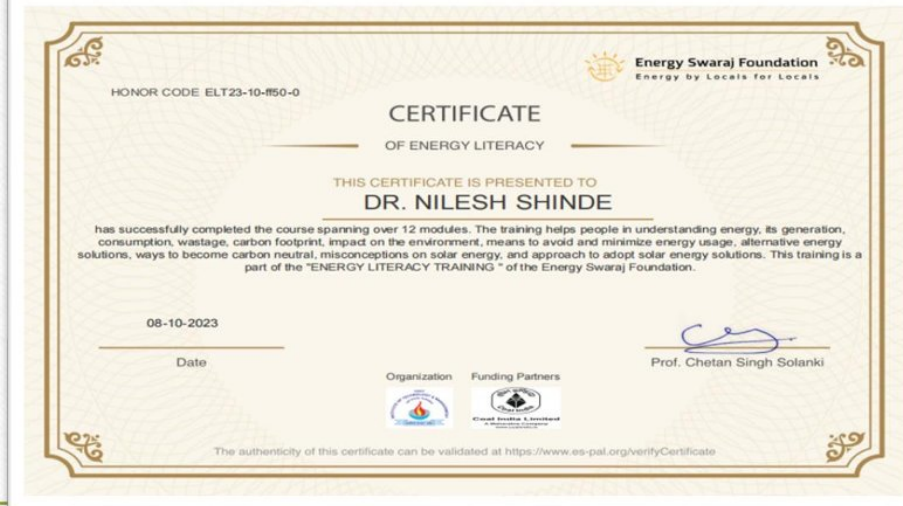 Energy Swaraj Foundation
Energy by Locals for Locals
HONOR CODE ELT23-10-ff50-0
CERTIFICATE
OF ENERGY LITERACY
THIS CERTIFICATE IS PRESENTED TO
DR. NILESH SHINDE
has successfully completed the course spanning over 12 modules. The training helps people in understanding energy, its generation,
consumption, wastage, carbon footprint, impact on the environment, means to avoid and minimize energy usage, alternative energy
solutions, ways to become carbon neutral, misconceptions on solar energy, and approach to adopt solar energy solutions. This training is a
part of the "ENERGY LITERACY TRAINING " of the Energy Swaraj Foundation.
08-10-2023
Date
Prof. Chetan Singh Solanki
Organization Funding Partners
Coal India Limited
A Maharatna Company
The authenticity of this certificate can be validated at https://www.es-pal.org/verifyCertificate